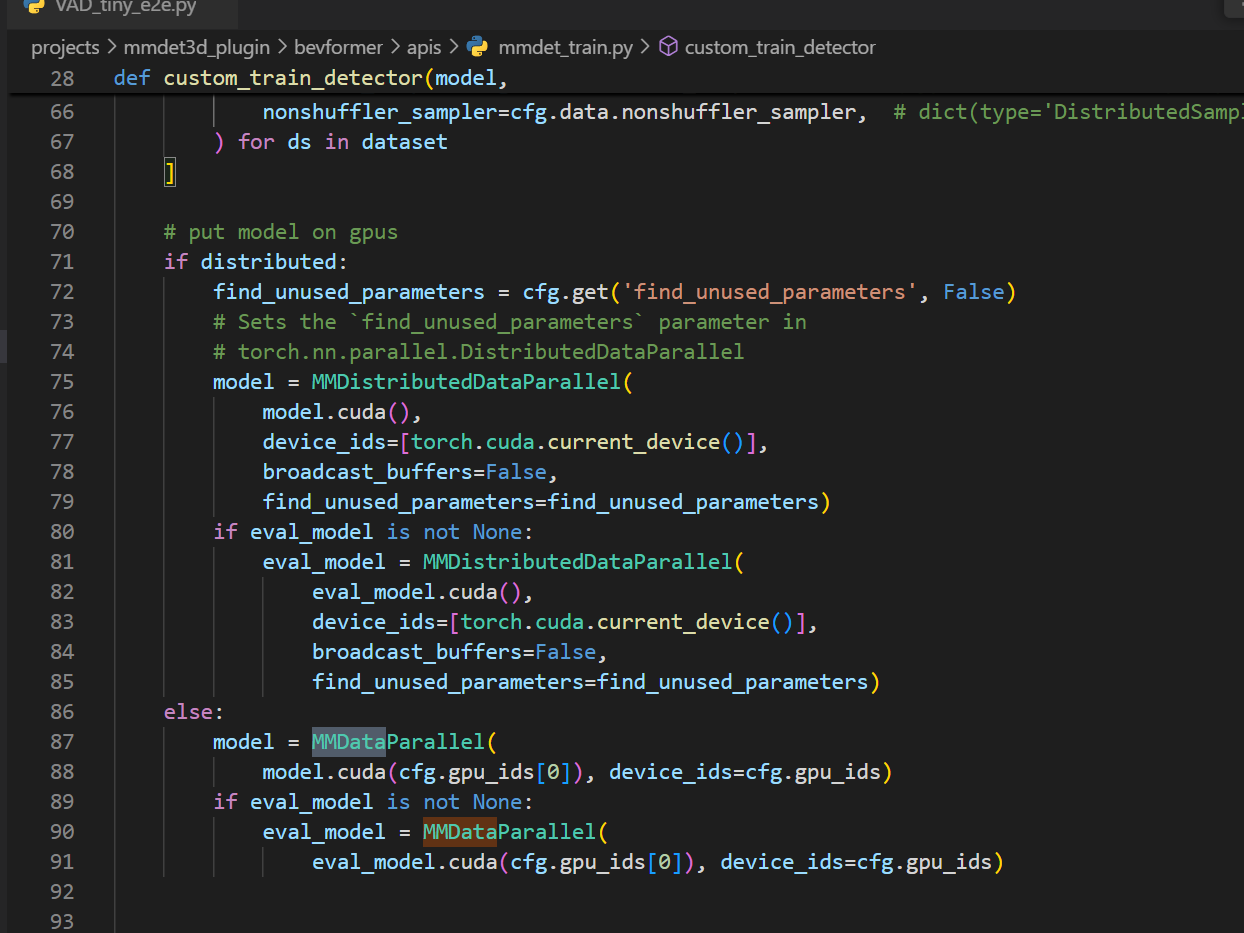 VAD_tiny_e2e.py
projects > mmdet3d_plugin > bevformer > apis > mmdet_train.py > custom_train_detector
28 def custom_train_detector(model,
66 nonshuffler_sampler=cfg.data.nonshuffler_sampler,  # dict(type='DistributedSampl
67 ) for ds in dataset
68 ]
69
70 # put model on gpus
71 if distributed:
72 find_unused_parameters = cfg.get('find_unused_parameters', False)
73 # Sets the `find_unused_parameters` parameter in
74 # torch.nn.parallel.DistributedDataParallel
75 model = MMDistributedDataParallel(
76 model.cuda(),
77 device_ids=[torch.cuda.current_device()],
78 broadcast_buffers=False,
79 find_unused_parameters=find_unused_parameters)
80 if eval_model is not None:
81 eval_model = MMDistributedDataParallel(
82 eval_model.cuda(),
83 device_ids=[torch.cuda.current_device()],
84 broadcast_buffers=False,
85 find_unused_parameters=find_unused_parameters)
86 else:
87 model = MMDataParallel(
88 model.cuda(cfg.gpu_ids[0]), device_ids=cfg.gpu_ids)
89 if eval_model is not None:
90 eval_model = MMDataParallel(
91 eval_model.cuda(cfg.gpu_ids[0]), device_ids=cfg.gpu_ids)
92
93